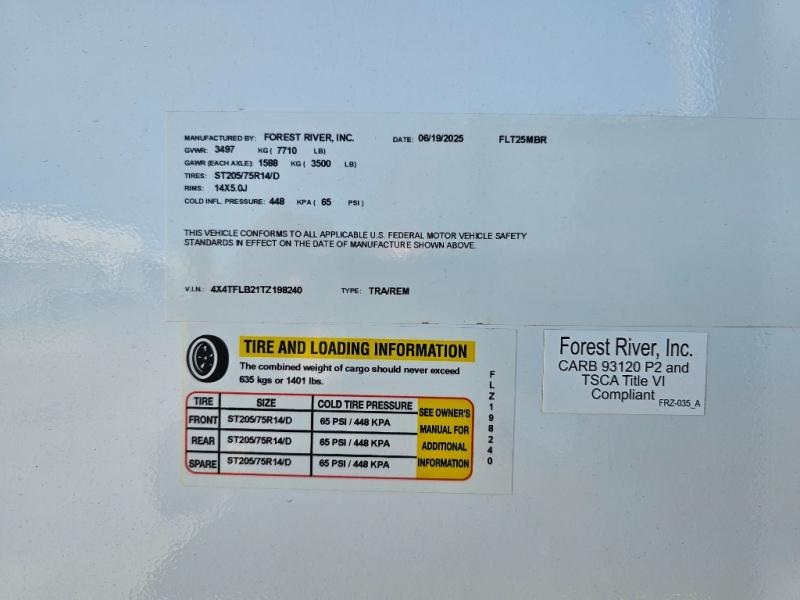 MANUFACTURED BY: FOREST RIVER, INC. DATE: 06/19/2025 FLT25MBR
GVWR: 3497 KG ( 7710 LB)
GAWR (EACH AXLE): 1588 KG ( 3500 LB)
TIRES: ST205/75R14/D
RIMS: 14X5.0J
COLD INFL. PRESSURE: 448 KPA ( 65 PSI )
THIS VEHICLE CONFORMS TO ALL APPLICABLE U.S. FEDERAL MOTOR VEHICLE SAFETY
STANDARDS IN EFFECT ON THE DATE OF MANUFACTURE SHOWN ABOVE.
V.I.N.: 4X4TFLB21TZ198240 TYPE: TRA/REM
TIRE AND LOADING INFORMATION
The combined weight of cargo should never exceed
635 kgs or 1401 lbs.
TIRE SIZE COLD TIRE PRESSURE
FRONT ST205/75R14/D 65 PSI / 448 KPA
REAR ST205/75R14/D 65 PSI / 448 KPA
SPARE ST205/75R14/D 65 PSI / 448 KPA
SEE OWNER'S
MANUAL FOR
ADDITIONAL
INFORMATION
FLZ198240
Forest River, Inc.
CARB 93120 P2 and
TSCA Title VI
Compliant
FRZ-035_A